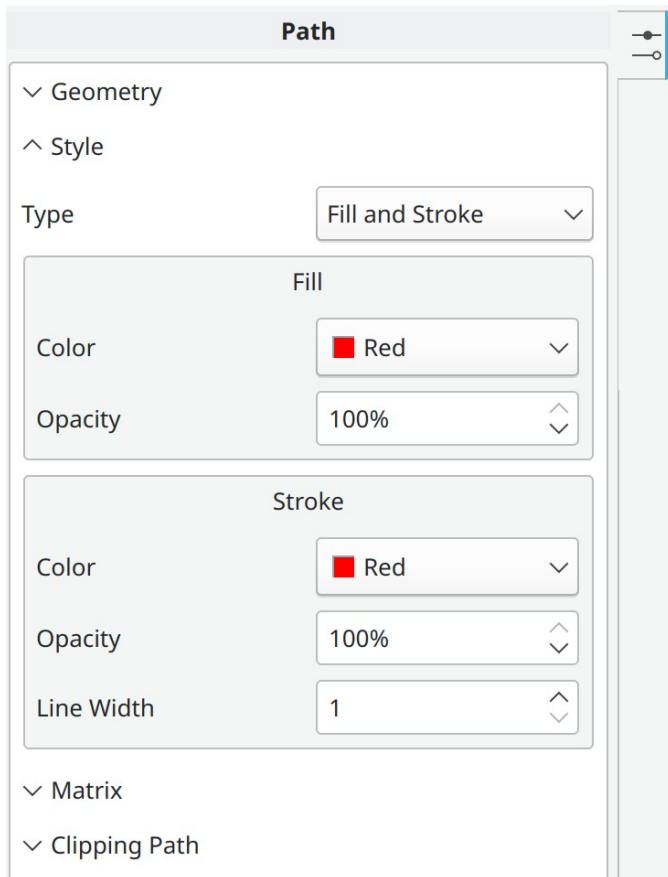 Path
Geometry
Style
Type Fill and Stroke
Fill
Color Red
Opacity 100%
Stroke
Color Red
Opacity 100%
Line Width 1
Matrix
Clipping Path